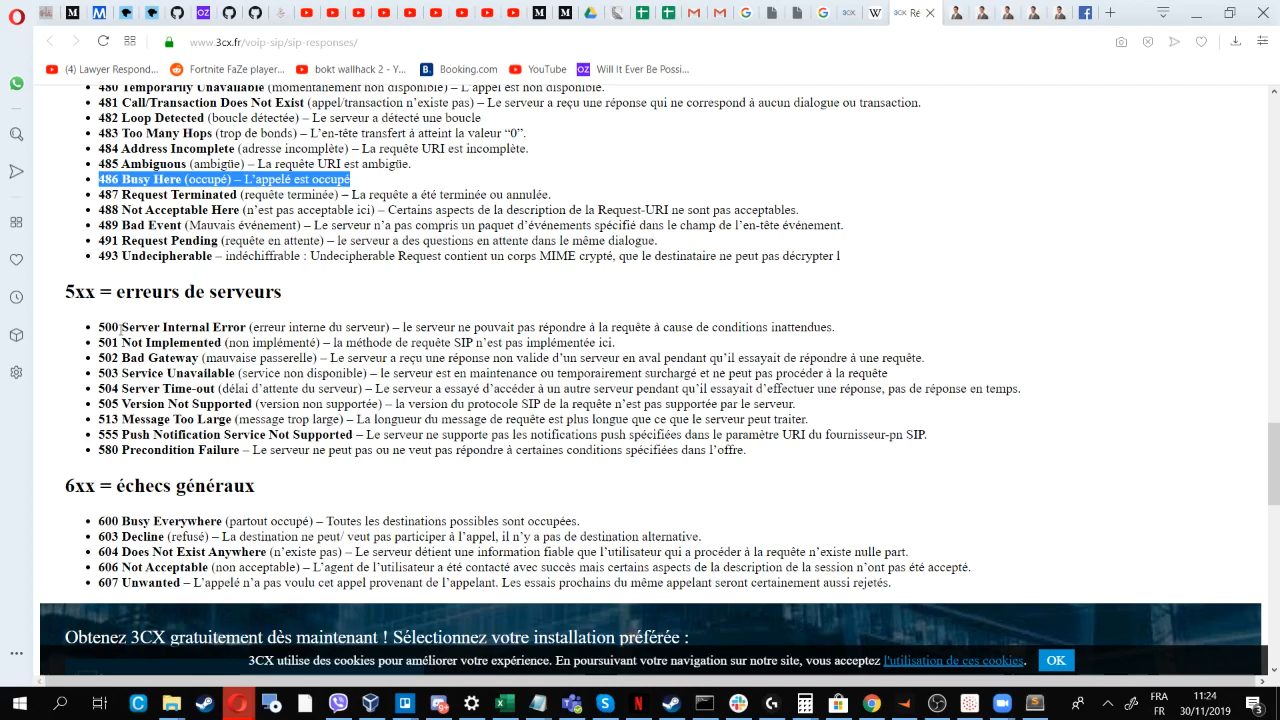 3CX
3CX Ré
www.3cx.fr/voip-sip/sip-responses/
(4) Lawyer Respond...
Fortnite FaZe player...
bokt wallhack 2 - Y...
Booking.com
YouTube
Will It Ever Be Possi...
480 Temporarily Unavailable (momentanément non disponible) – L’appel est non disponible.
481 Call/Transaction Does Not Exist (appel/transaction n’existe pas) – Le serveur a reçu une réponse qui ne correspond à aucun dialogue ou transaction.
482 Loop Detected (boucle détectée) – Le serveur a détecté une boucle
483 Too Many Hops (trop de bonds) – L’en-tête transfert à atteint la valeur “0”.
484 Address Incomplete (adresse incomplète) – La requête URI est incomplète.
485 Ambiguous (ambigüe) – La requête URI est ambigüe.
486 Busy Here (occupé) – L’appelé est occupé
487 Request Terminated (requête terminée) – La requête a été terminée ou annulée.
488 Not Acceptable Here (n’est pas acceptable ici) – Certains aspects de la description de la Request-URI ne sont pas acceptables.
489 Bad Event (Mauvais événement) – Le serveur n’a pas compris un paquet d’événements spécifié dans le champ de l’en-tête événement.
491 Request Pending (requête en attente) – le serveur a des questions en attente dans le même dialogue.
493 Undecipherable – indéchiffrable : Undecipherable Request contient un corps MIME crypté, que le destinataire ne peut pas décrypter l
5xx = erreurs de serveurs
500 Server Internal Error (erreur interne du serveur) – le serveur ne pouvait pas répondre à la requête à cause de conditions inattendues.
501 Not Implemented (non implémenté) – la méthode de requête SIP n’est pas implémentée ici.
502 Bad Gateway (mauvaise passerelle) – Le serveur a reçu une réponse non valide d’un serveur en aval pendant qu’il essayait de répondre à une requête.
503 Service Unavailable (service non disponible) – le serveur est en maintenance ou temporairement surchargé et ne peut pas procéder à la requête
504 Server Time-out (délai d’attente du serveur) – Le serveur a essayé d’accéder à un autre serveur pendant qu’il essayait d’effectuer une réponse, pas de réponse en temps.
505 Version Not Supported (version non supportée) – la version du protocole SIP de la requête n’est pas supportée par le serveur.
513 Message Too Large (message trop large) – La longueur du message de requête est plus longue que ce que le serveur peut traiter.
555 Push Notification Service Not Supported – Le serveur ne supporte pas les notifications push spécifiées dans le paramètre URI du fournisseur-pn SIP.
580 Precondition Failure – Le serveur ne peut pas ou ne veut pas répondre à certaines conditions spécifiées dans l’offre.
6xx = échecs généraux
600 Busy Everywhere (partout occupé) – Toutes les destinations possibles sont occupées.
603 Decline (refusé) – La destination ne peut/ veut pas participer à l’appel, il n’y a pas de destination alternative.
604 Does Not Exist Anywhere (n’existe pas) – Le serveur détient une information fiable que l’utilisateur qui a procédé à la requête n’existe nulle part.
606 Not Acceptable (non acceptable) – L’agent de l’utilisateur a été contacté avec succès mais certains aspects de la description de la session n’ont pas été accepté.
607 Unwanted – L’appelé n’a pas voulu cet appel provenant de l’appelant. Les essais prochains du même appelant seront certainement aussi rejetés.
Obtenez 3CX gratuitement dès maintenant ! Sélectionnez votre installation préférée :
3CX utilise des cookies pour améliorer votre expérience. En poursuivant votre navigation sur notre site, vous acceptez l'utilisation de ces cookies. OK
FRA 11:24
FR 30/11/2019